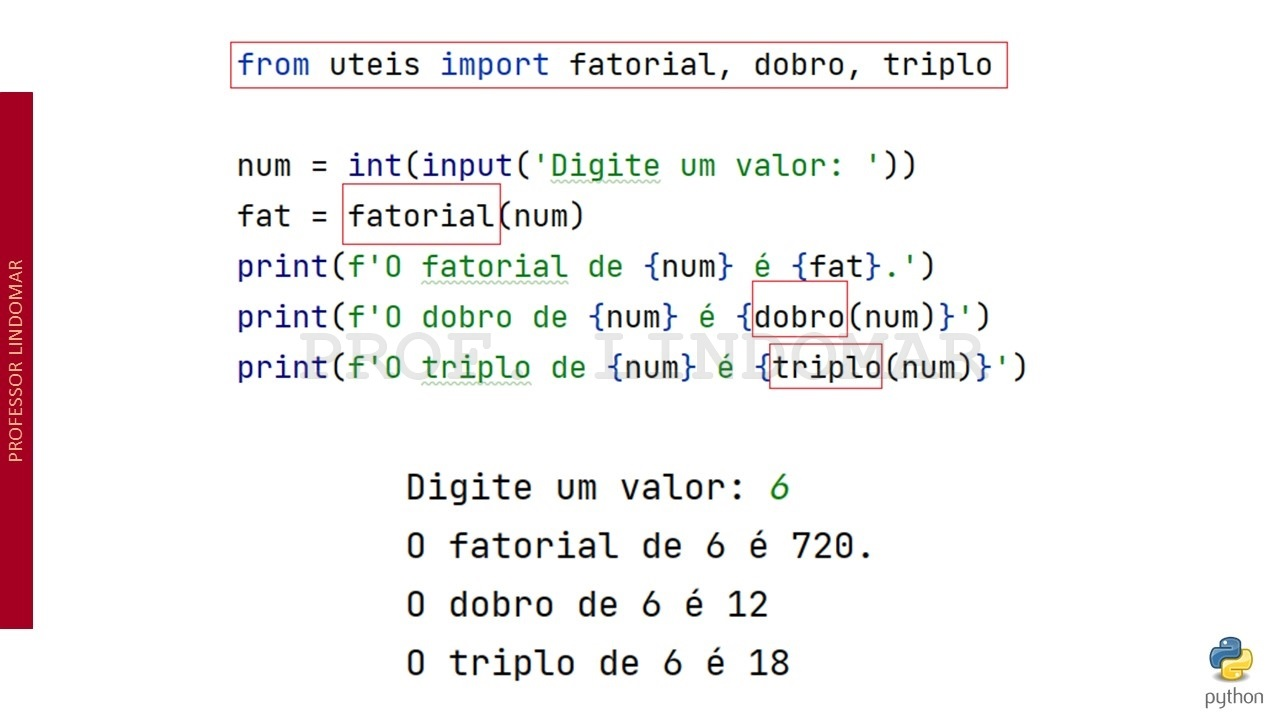 from uteis import fatorial, dobro, triplo
num = int(input('Digite um valor: '))
fat = fatorial(num)
print(f'O fatorial de {num} é {fat}.')
print(f'O dobro de {num} é {dobro(num)}')
print(f'O triplo de {num} é {triplo(num)}')
PROF. LINDOMAR
Digite um valor: 6
O fatorial de 6 é 720.
O dobro de 6 é 12
O triplo de 6 é 18
PROFESSOR LINDOMAR
python